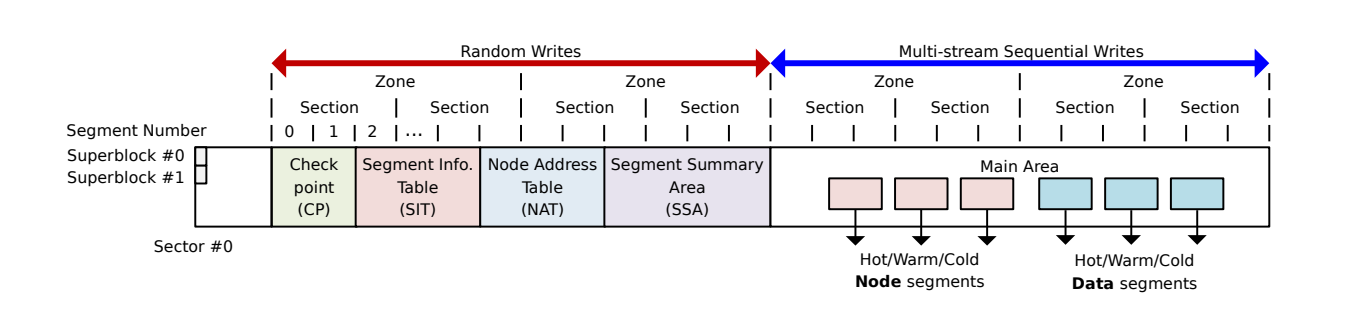 Random Writes
Multi-stream Sequential Writes
Zone
Zone
Zone
Zone
Section
Section
Section
Section
Section
Section
Section
Section
Segment Number
0
1
2
...
Superblock #0
Superblock #1
Check
point
(CP)
Segment Info.
Table
(SIT)
Node Address
Table
(NAT)
Segment Summary
Area
(SSA)
Main Area
Sector #0
Hot/Warm/Cold
Node segments
Hot/Warm/Cold
Data segments